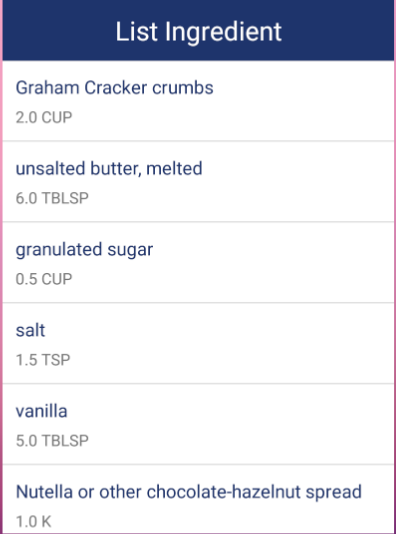 List Ingredient
Graham Cracker crumbs
2.0 CUP
unsalted butter, melted
6.0 TBLSP
granulated sugar
0.5 CUP
salt
1.5 TSP
vanilla
5.0 TBLSP
Nutella or other chocolate-hazelnut spread
1.0 K